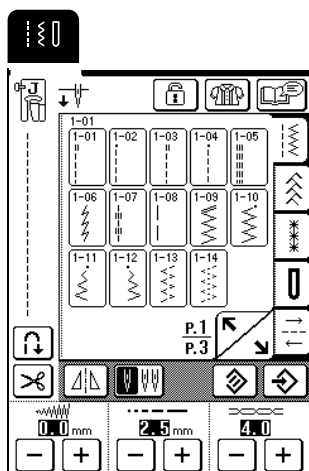 J
1-01
1-01 1-02 1-03 1-04 1-05
1-06 1-07 1-08 1-09 1-10
1-11 1-12 1-13 1-14
P.1
P.3
0.0 mm 2.5 mm 4.0
− + − + − +